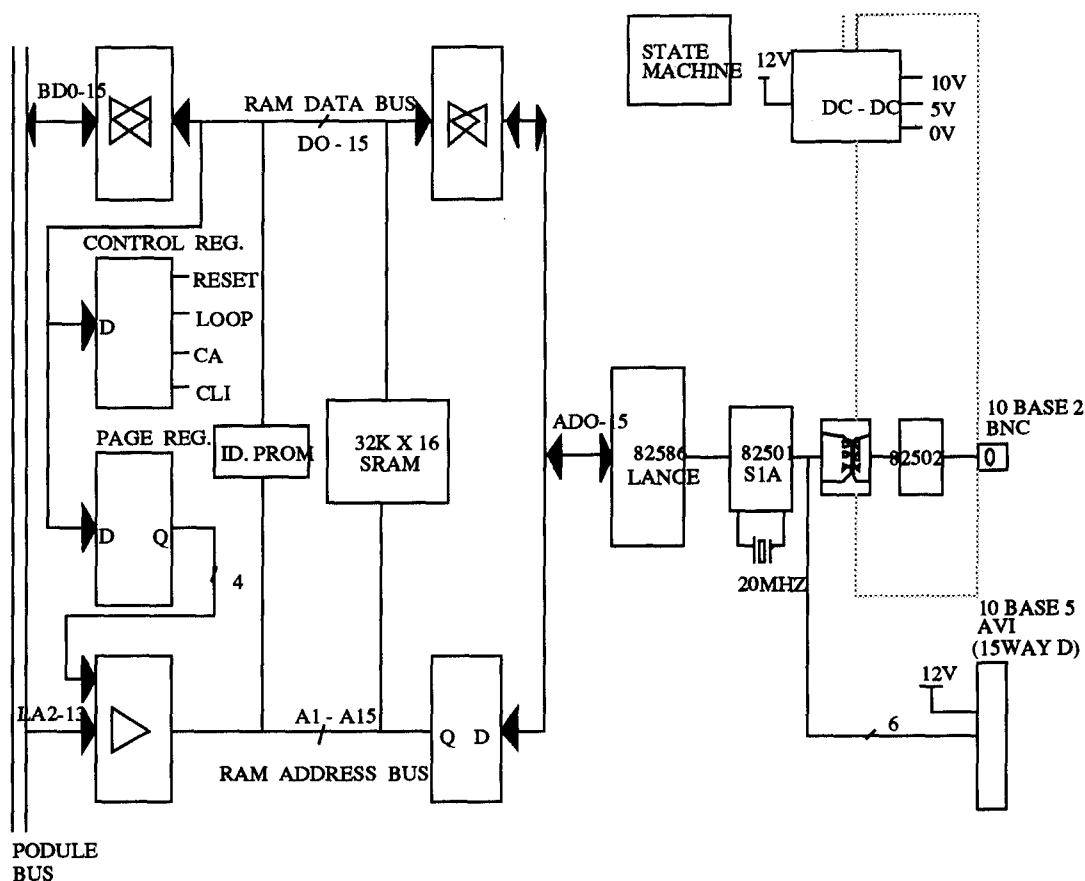 STATE
MACHINE
12V
DC - DC
10V
5V
0V
BD0-15
RAM DATA BUS
DO - 15
CONTROL REG.
D
RESET
LOOP
CA
CLI
PAGE REG.
D Q
4
ID. PROM
32K X 16
SRAM
ADO-15
82586
LANCE
82501
S1A
20MHZ
82502
10 BASE 2
BNC
0
10 BASE 5
AVI
(15WAY D)
12V
6
LA2-13
A1 - A15
RAM ADDRESS BUS
Q D
PODULE
BUS